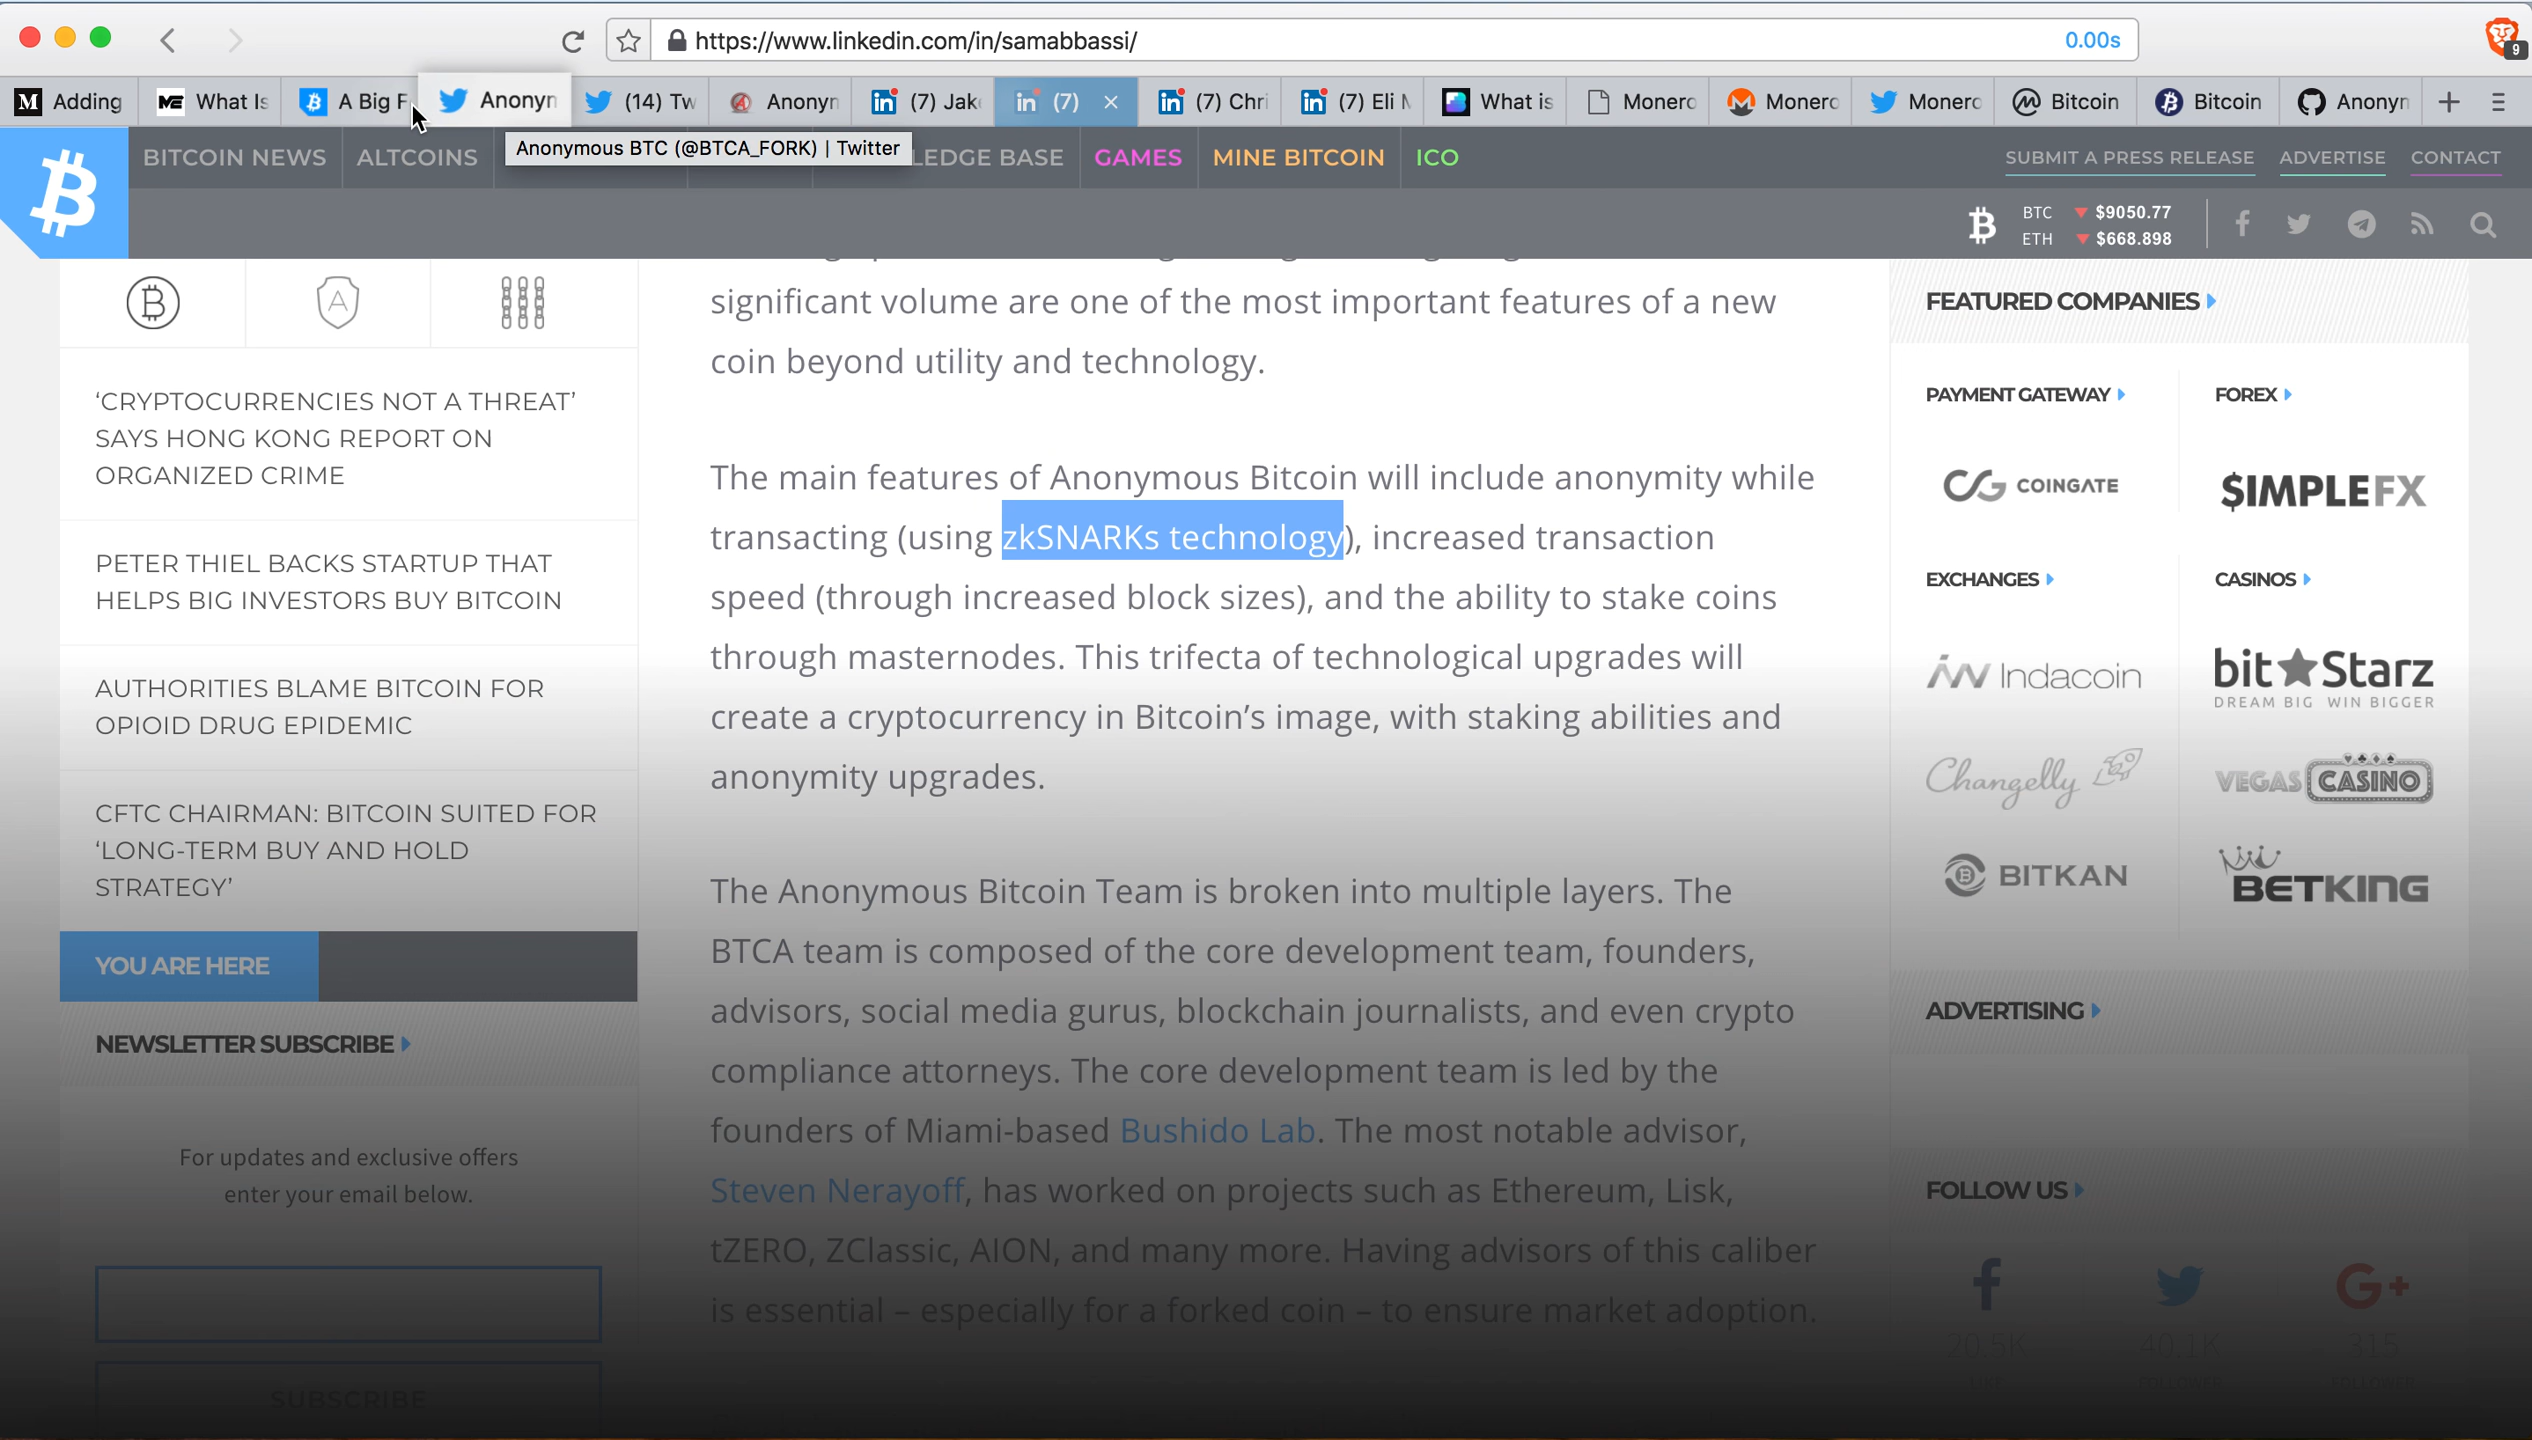 https://www.linkedin.com/in/samabbassi/
0.00s
9
Adding
What Is
A Big F
Anonyn
(14) Tw
Anonyn
(7) Jak
(7)
(7) Chri
(7) Eli
What is
Monero
Monero
Monero
Bitcoin
Bitcoin
Anonyn
Anonymous BTC (@BTCA_FORK) | Twitter
BITCOIN NEWS
ALTCOINS
LEDGE BASE
GAMES
MINE BITCOIN
ICO
SUBMIT A PRESS RELEASE
ADVERTISE
CONTACT
BTC $9050.77
ETH $668.898
‘CRYPTOCURRENCIES NOT A THREAT’
SAYS HONG KONG REPORT ON
ORGANIZED CRIME
PETER THIEL BACKS STARTUP THAT
HELPS BIG INVESTORS BUY BITCOIN
AUTHORITIES BLAME BITCOIN FOR
OPIOID DRUG EPIDEMIC
CFTC CHAIRMAN: BITCOIN SUITED FOR
‘LONG-TERM BUY AND HOLD
STRATEGY’
YOU ARE HERE
NEWSLETTER SUBSCRIBE
For updates and exclusive offers
enter your email below.
SUBSCRIBE
significant volume are one of the most important features of a new
coin beyond utility and technology.
The main features of Anonymous Bitcoin will include anonymity while
transacting (using zkSNARKs technology), increased transaction
speed (through increased block sizes), and the ability to stake coins
through masternodes. This trifecta of technological upgrades will
create a cryptocurrency in Bitcoin’s image, with staking abilities and
anonymity upgrades.
The Anonymous Bitcoin Team is broken into multiple layers. The
BTCA team is composed of the core development team, founders,
advisors, social media gurus, blockchain journalists, and even crypto
compliance attorneys. The core development team is led by the
founders of Miami-based Bushido Lab. The most notable advisor,
Steven Nerayoff, has worked on projects such as Ethereum, Lisk,
tZERO, ZClassic, AION, and many more. Having advisors of this caliber
is essential – especially for a forked coin – to ensure market adoption.
FEATURED COMPANIES
PAYMENT GATEWAY
FOREX
COINGATE
$IMPLEFX
EXCHANGES
CASINOS
Indacoin
bit Starz
DREAM BIG WIN BIGGER
Changelly
VEGAS CASINO
BITKAN
BETKING
ADVERTISING
FOLLOW US
20.5K
40.1K
315